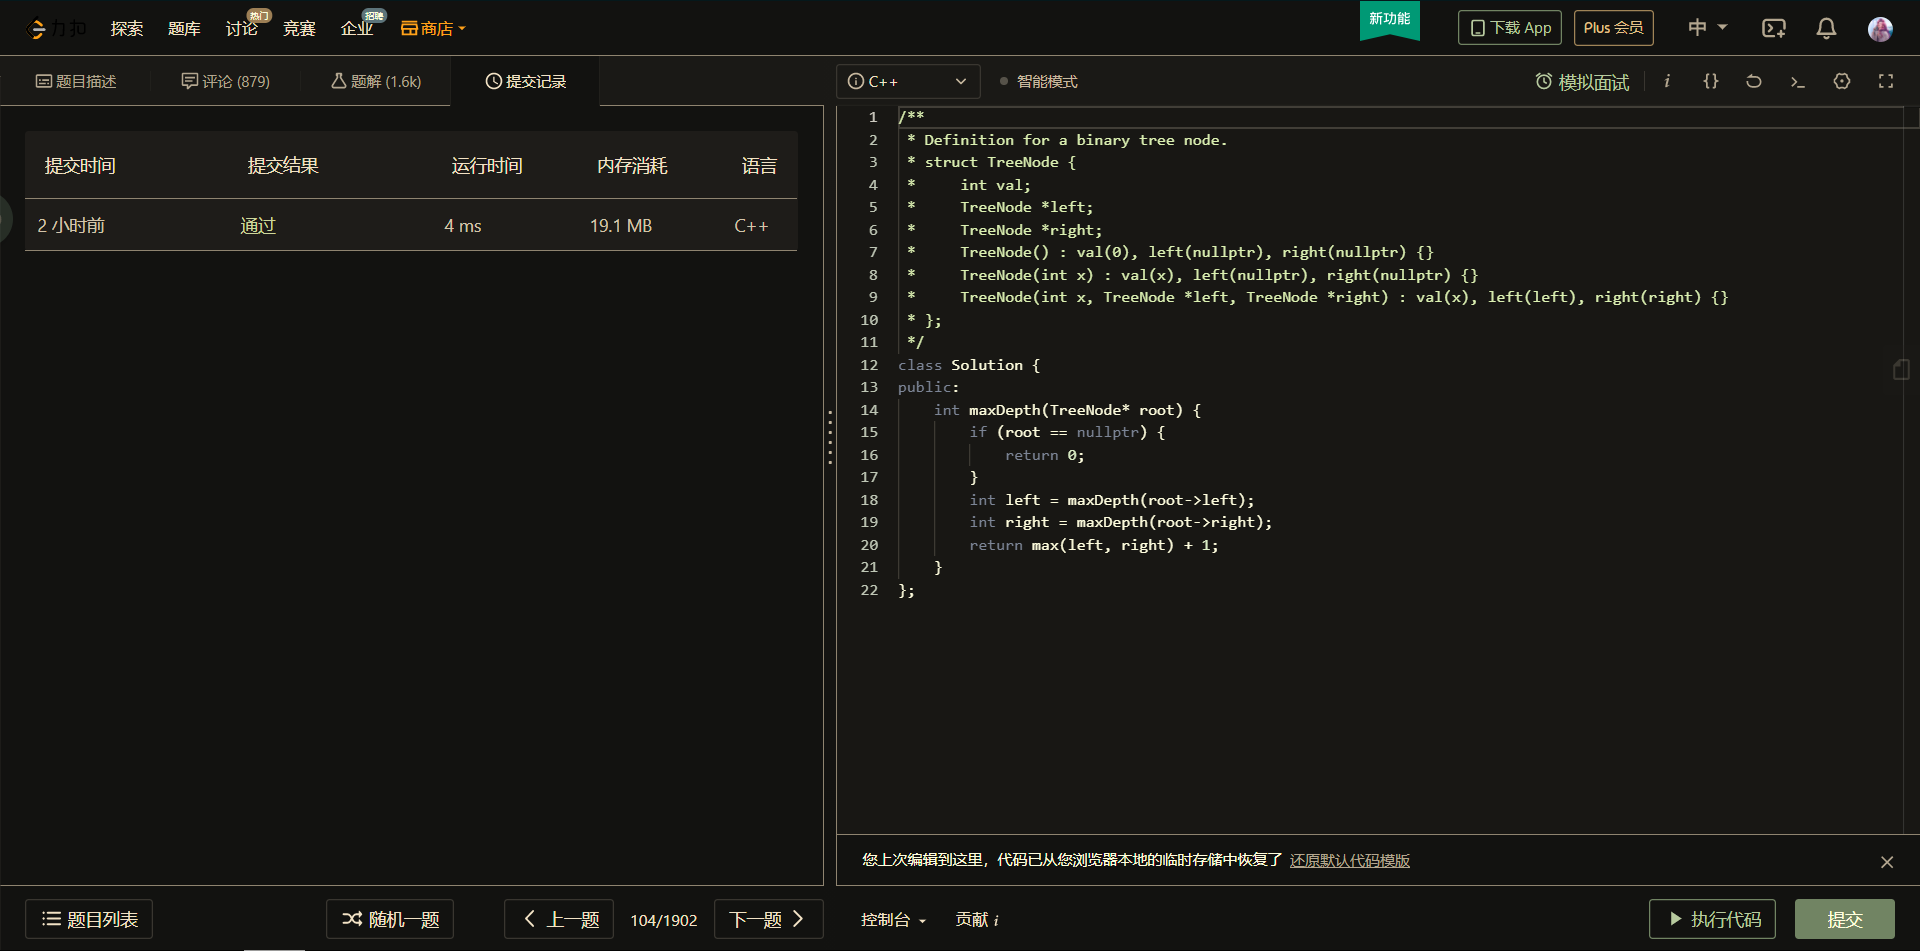 力扣 探索 题库 讨论 热门 竞赛 企业 招聘 商店 新功能 下载 App Plus 会员 中
题目描述 评论 (879) 题解 (1.6k) 提交记录
提交时间 提交结果 运行时间 内存消耗 语言
2 小时前 通过 4 ms 19.1 MB C++
C++ 智能模式 模拟面试 i {}
1 /**
2  * Definition for a binary tree node.
3  * struct TreeNode {
4  *     int val;
5  *     TreeNode *left;
6  *     TreeNode *right;
7  *     TreeNode() : val(0), left(nullptr), right(nullptr) {}
8  *     TreeNode(int x) : val(x), left(nullptr), right(nullptr) {}
9  *     TreeNode(int x, TreeNode *left, TreeNode *right) : val(x), left(left), right(right) {}
10  * };
11  */
12 class Solution {
13 public:
14     int maxDepth(TreeNode* root) {
15         if (root == nullptr) {
16             return 0;
17         }
18         int left = maxDepth(root->left);
19         int right = maxDepth(root->right);
20         return max(left, right) + 1;
21     }
22 };
您上次编辑到这里，代码已从您浏览器本地的临时存储中恢复了 还原默认代码模版
题目列表 随机一题 上一题 104/1902 下一题 控制台 贡献 i 执行代码 提交